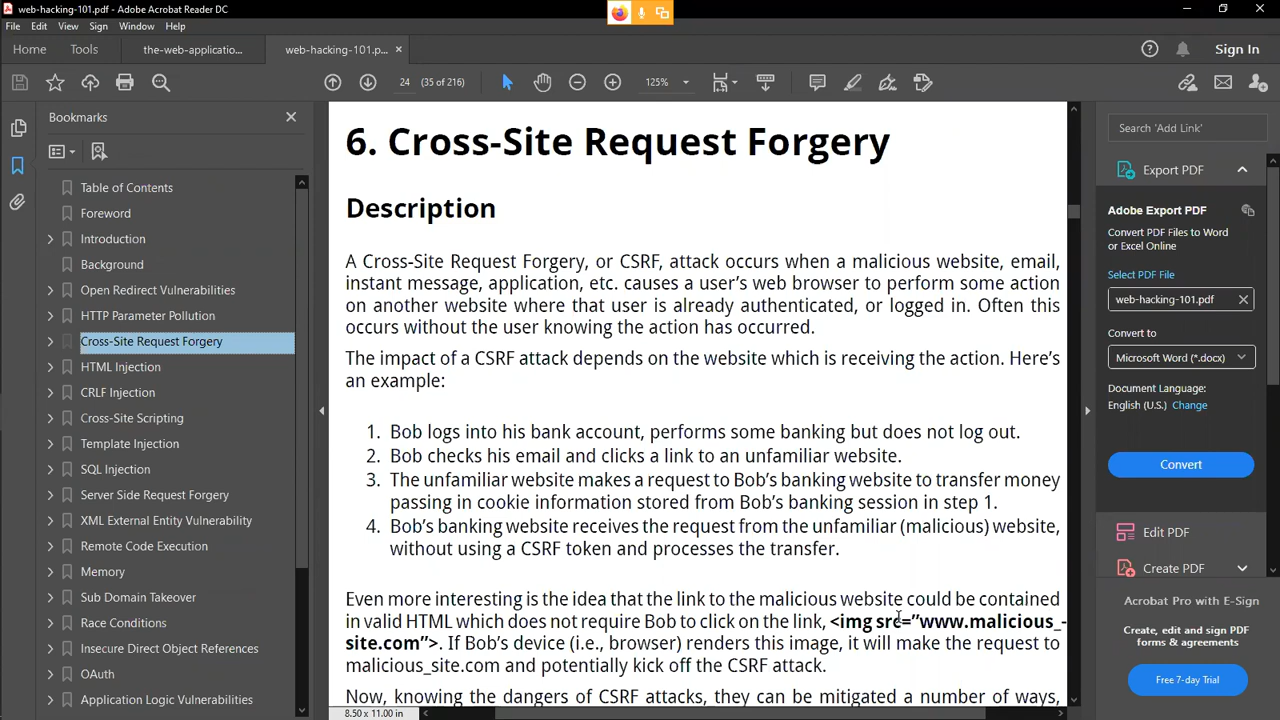 web-hacking-101.pdf - Adobe Acrobat Reader DC
File Edit View Sign Window Help
Home Tools the-web-applicatio... web-hacking-101.p... ×
Sign In
24 (35 of 216) 125%
Bookmarks
Table of Contents
Foreword
Introduction
Background
Open Redirect Vulnerabilities
HTTP Parameter Pollution
Cross-Site Request Forgery
HTML Injection
CRLF Injection
Cross-Site Scripting
Template Injection
SQL Injection
Server Side Request Forgery
XML External Entity Vulnerability
Remote Code Execution
Memory
Sub Domain Takeover
Race Conditions
Insecure Direct Object References
OAuth
Application Logic Vulnerabilities
6. Cross-Site Request Forgery
Description
A Cross-Site Request Forgery, or CSRF, attack occurs when a malicious website, email,
instant message, application, etc. causes a user’s web browser to perform some action
on another website where that user is already authenticated, or logged in. Often this
occurs without the user knowing the action has occurred.
The impact of a CSRF attack depends on the website which is receiving the action. Here’s
an example:
1. Bob logs into his bank account, performs some banking but does not log out.
2. Bob checks his email and clicks a link to an unfamiliar website.
3. The unfamiliar website makes a request to Bob’s banking website to transfer money
passing in cookie information stored from Bob’s banking session in step 1.
4. Bob’s banking website receives the request from the unfamiliar (malicious) website,
without using a CSRF token and processes the transfer.
Even more interesting is the idea that the link to the malicious website could be contained
in valid HTML which does not require Bob to click on the link, <img src=”www.malicious_-
site.com”>. If Bob’s device (i.e., browser) renders this image, it will make the request to
malicious_site.com and potentially kick off the CSRF attack.
Now, knowing the dangers of CSRF attacks, they can be mitigated a number of ways,
8.50 x 11.00 in
Search 'Add Link'
Export PDF
Adobe Export PDF
Convert PDF Files to Word
or Excel Online
Select PDF File
web-hacking-101.pdf ×
Convert to
Microsoft Word (*.docx)
Document Language:
English (U.S.) Change
Convert
Edit PDF
Create PDF
Acrobat Pro with E-Sign
Create, edit and sign PDF
forms & agreements
Free 7-day Trial